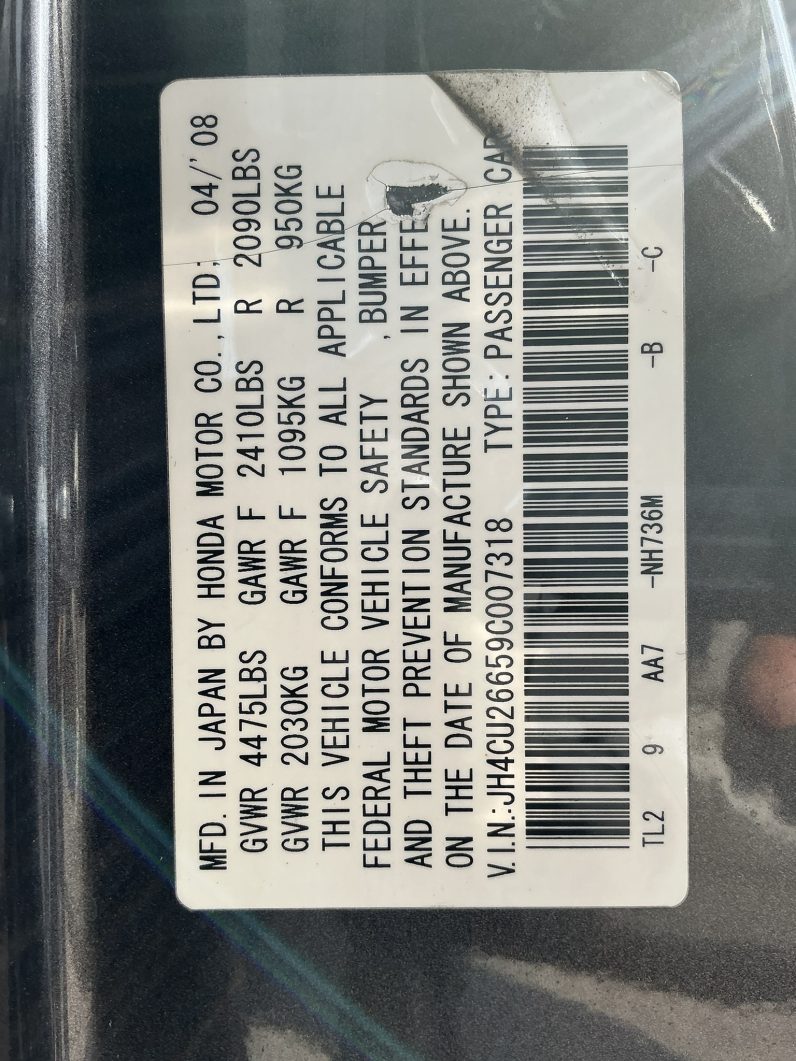 MFD. IN JAPAN BY HONDA MOTOR CO., LTD; 04/'08
GVWR 4475LBS GAWR F 2410LBS R 2090LBS
GVWR 2030KG GAWR F 1095KG R 950KG
THIS VEHICLE CONFORMS TO ALL APPLICABLE
FEDERAL MOTOR VEHICLE SAFETY , BUMPER
AND THEFT PREVENTION STANDARDS IN EFFE
ON THE DATE OF MANUFACTURE SHOWN ABOVE.
V.I.N.:JH4CU26659C007318 TYPE:PASSENGER CAR
TL2 9 AA7 -NH736M -B -C